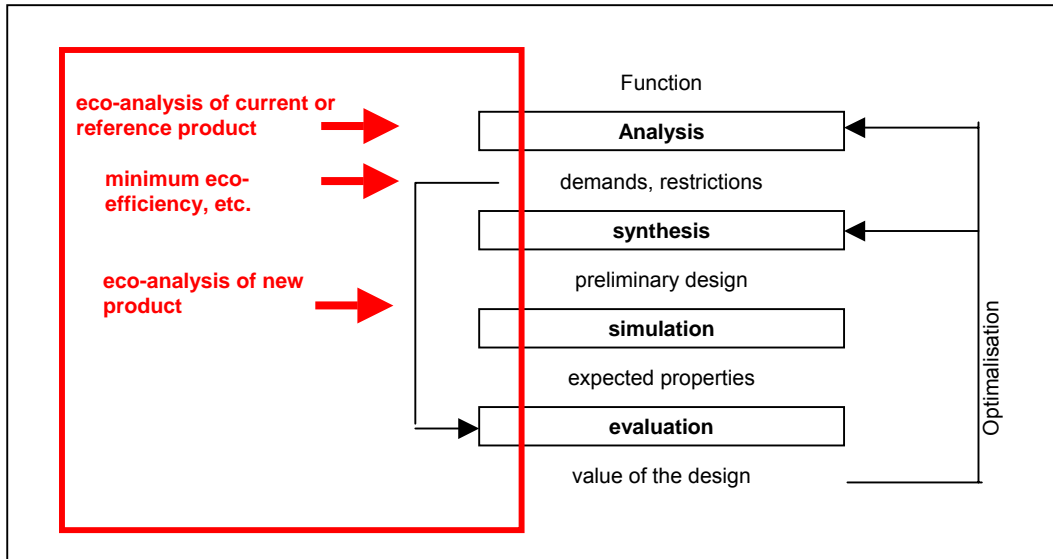 eco-analysis of current or
reference product
minimum eco-
efficiency, etc.
eco-analysis of new
product
Function
Analysis
demands, restrictions
synthesis
preliminary design
simulation
expected properties
evaluation
value of the design
Optimalisation